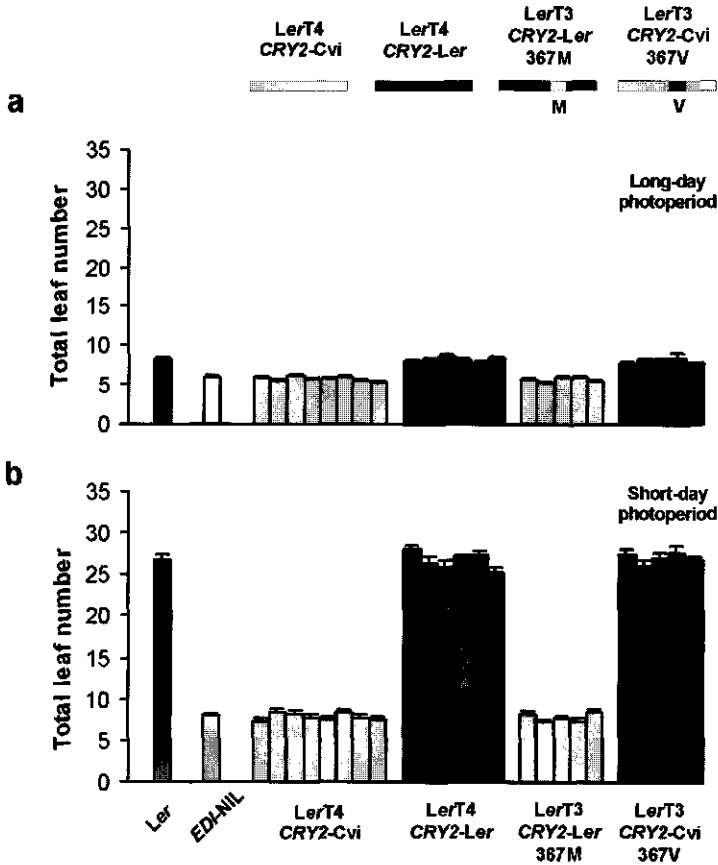 LerT4
CRY2-Cvi
LerT4
CRY2-Ler
LerT3
CRY2-Ler
367M
LerT3
CRY2-Cvi
367V
M
V
a
35
30
25
20
15
10
5
0
Total leaf number
Long-day
photoperiod
b
35
30
25
20
15
10
5
0
Total leaf number
Short-day
photoperiod
Ler
EDI-NIL
LerT4
CRY2-Cvi
LerT4
CRY2-Ler
LerT3
CRY2-Ler
367M
LerT3
CRY2-Cvi
367V